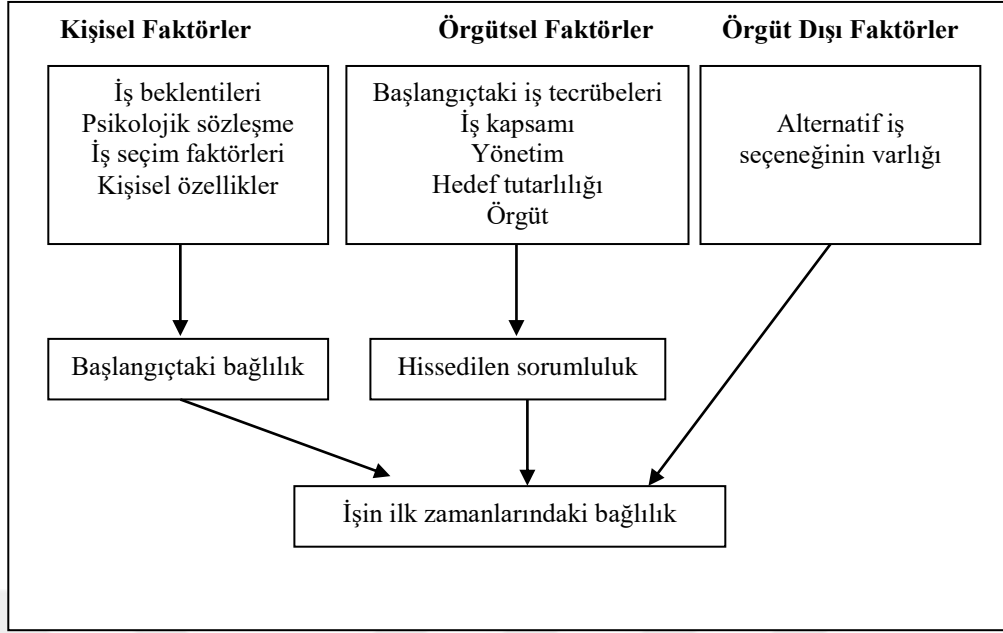 Kişisel Faktörler
İş beklentileri
Psikolojik sözleşme
İş seçim faktörleri
Kişisel özellikler
Örgütsel Faktörler
Başlangıçtaki iş tecrübeleri
İş kapsamı
Yönetim
Hedef tutarlılığı
Örgüt
Örgüt Dışı Faktörler
Alternatif iş
seçeneğinin varlığı
Başlangıçtaki bağlılık
Hissedilen sorumluluk
İşin ilk zamanlarındaki bağlılık